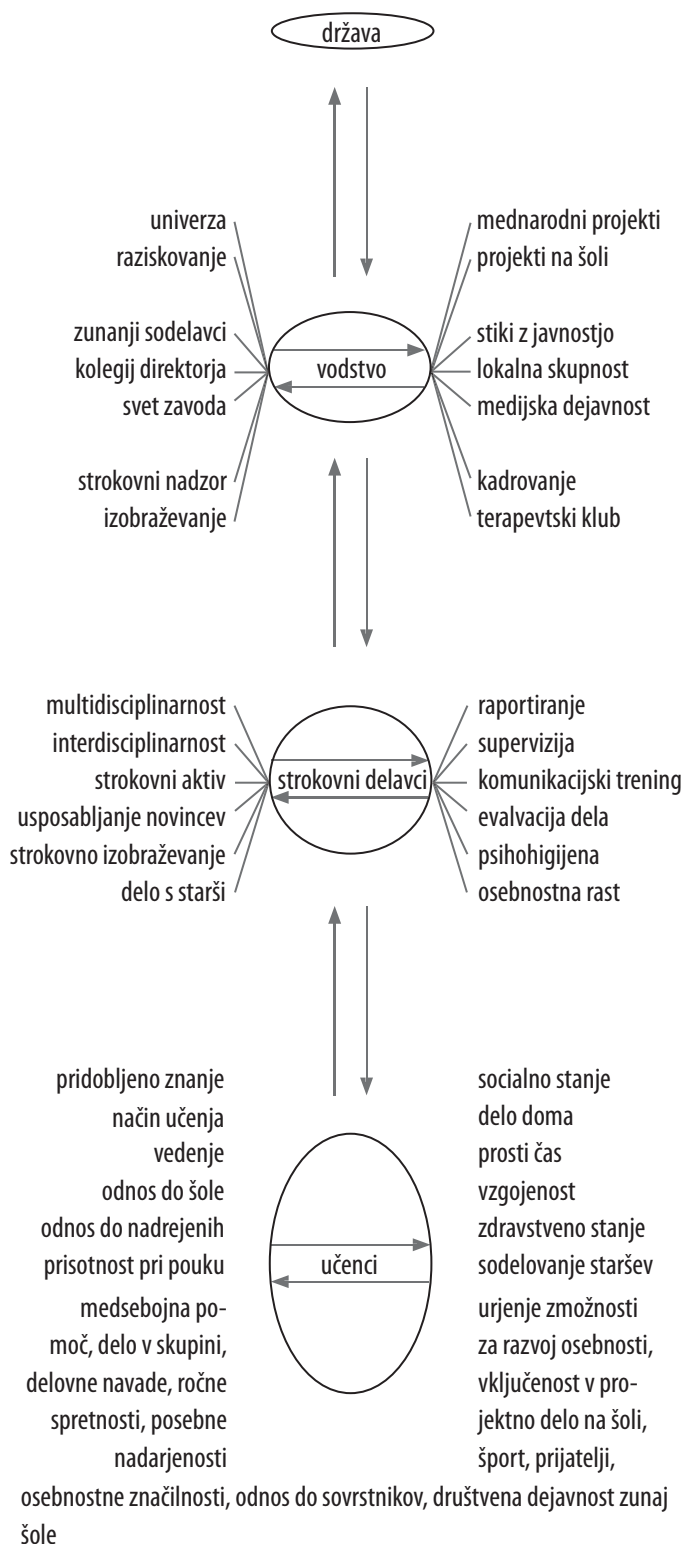 država
univerza
raziskovanje
zunanji sodelavci
kolegij direktorja
svet zavoda
strokovni nadzor
izobraževanje
vodstvo
mednarodni projekti
projekti na šoli
stiki z javnostjo
lokalna skupnost
medijska dejavnost
kadrovanje
terapevtski klub
multidisciplinarnost
interdisciplinarnost
strokovni aktiv
usposabljanje novincev
strokovno izobraževanje
delo s starši
strokovni delavci
raportiranje
supervizija
komunikacijski trening
evalvacija dela
psihohigijena
osebnostna rast
pridobljeno znanje
način učenja
vedenje
odnos do šole
odnos do nadrejenih
prisotnost pri pouku
medsebojna po-
moč, delo v skupini,
delovne navade, ročne
spretnosti, posebne
nadarjenosti
učenci
socialno stanje
delo doma
prosti čas
vzgojenost
zdravstveno stanje
sodelovanje staršev
urjenje zmožnosti
za razvoj osebnosti,
vključenost v pro-
jektno delo na šoli,
šport, prijatelji,
osebnostne značilnosti, odnos do sovrstnikov, društvena dejavnost zunaj
šole